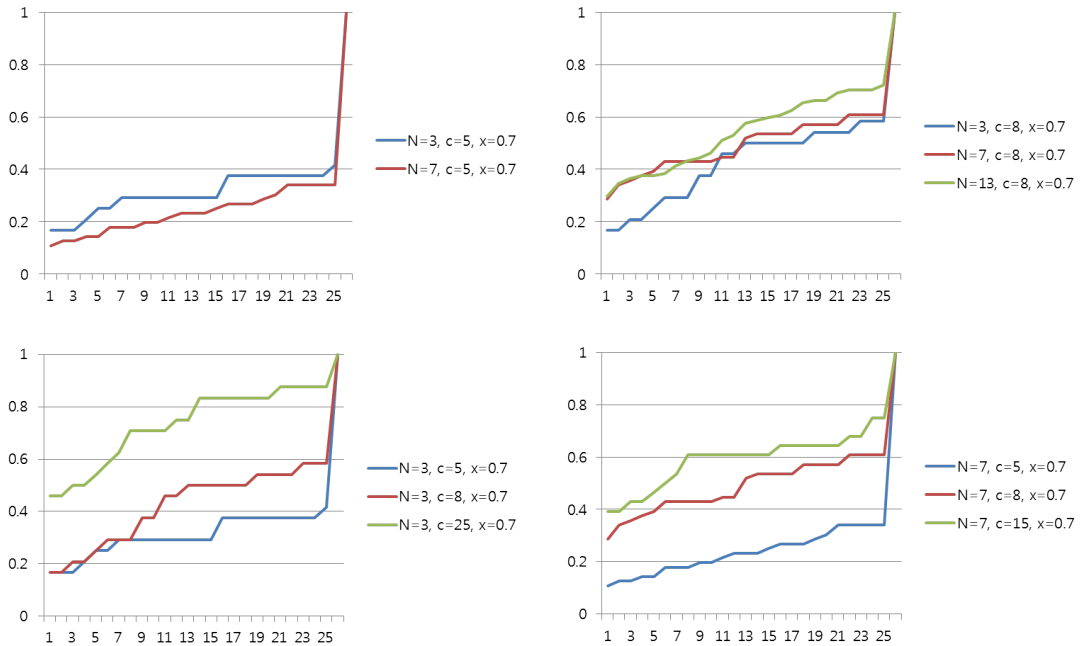 1
0.8
0.6
0.4
0.2
0
1 3 5 7 9 11 13 15 17 19 21 23 25
N=3, c=5, x=0.7
N=7, c=5, x=0.7
1
0.8
0.6
0.4
0.2
0
1 3 5 7 9 11 13 15 17 19 21 23 25
N=3, c=8, x=0.7
N=7, c=8, x=0.7
N=13, c=8, x=0.7
1
0.8
0.6
0.4
0.2
0
1 3 5 7 9 11 13 15 17 19 21 23 25
N=3, c=5, x=0.7
N=3, c=8, x=0.7
N=3, c=25, x=0.7
1
0.8
0.6
0.4
0.2
0
1 3 5 7 9 11 13 15 17 19 21 23 25
N=7, c=5, x=0.7
N=7, c=8, x=0.7
N=7, c=15, x=0.7